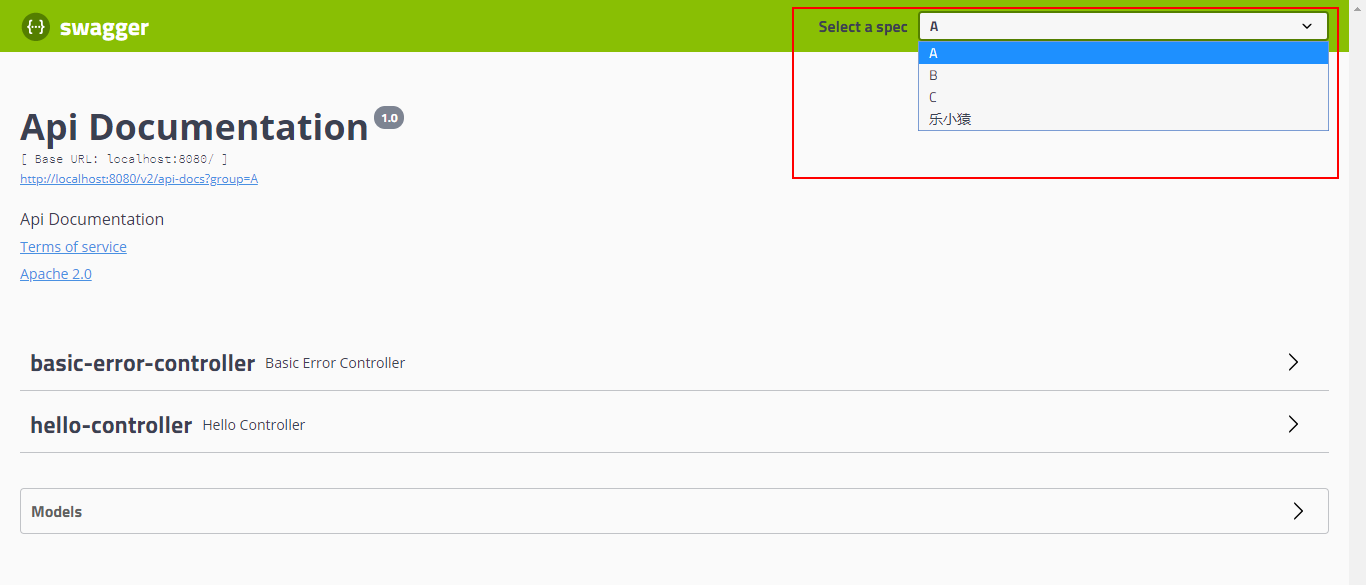 {···} swagger
Select a spec A
A
B
C
乐小猿
Api Documentation 1.0
[ Base URL: localhost:8080/ ]
http://localhost:8080/v2/api-docs?group=A
Api Documentation
Terms of service
Apache 2.0
basic-error-controller Basic Error Controller
hello-controller Hello Controller
Models